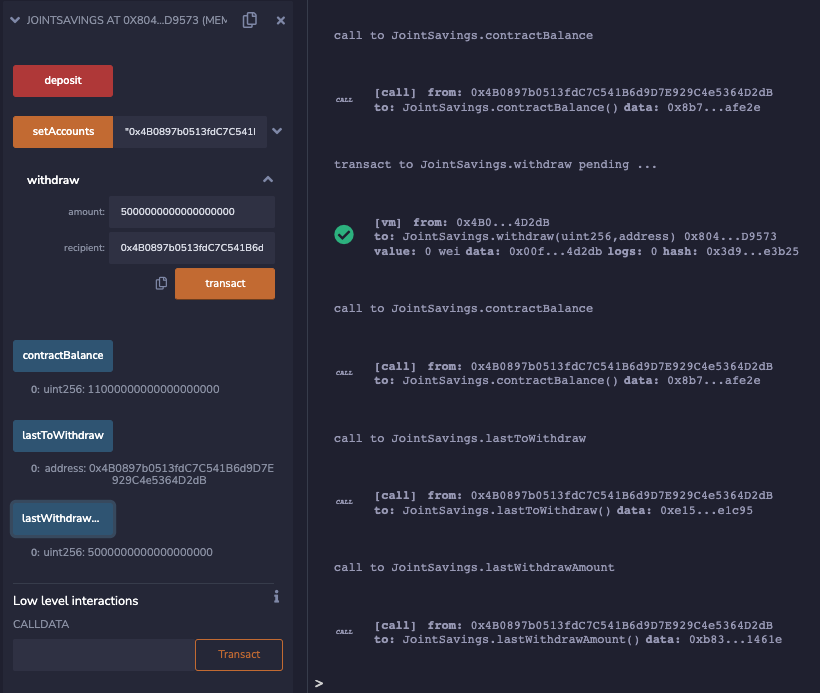 JOINTSAVINGS AT 0X804...D9573 (MEM
deposit
setAccounts
"0x4B0897b0513fdC7C541
withdraw
amount:
5000000000000000000
recipient:
0x4B0897b0513fdC7C541B6d
transact
contractBalance
0: uint256: 11000000000000000000
lastToWithdraw
0: address: 0x4B0897b0513fdC7C541B6d9D7E
929C4e5364D2dB
lastWithdraw...
0: uint256: 5000000000000000000
Low level interactions
i
CALLDATA
Transact
call to JointSavings.contractBalance
CALL
[call] from: 0x4B0897b0513fdC7C541B6d9D7E929C4e5364D2dB
to: JointSavings.contractBalance() data: 0x8b7...afe2e
transact to JointSavings.withdraw pending ...
[vm] from: 0x4B0...4D2dB
to: JointSavings.withdraw(uint256,address) 0x804...D9573
value: 0 wei data: 0x00f...4d2db logs: 0 hash: 0x3d9...e3b25
call to JointSavings.contractBalance
CALL
[call] from: 0x4B0897b0513fdC7C541B6d9D7E929C4e5364D2dB
to: JointSavings.contractBalance() data: 0x8b7...afe2e
call to JointSavings.lastToWithdraw
CALL
[call] from: 0x4B0897b0513fdC7C541B6d9D7E929C4e5364D2dB
to: JointSavings.lastToWithdraw() data: 0xe15...e1c95
call to JointSavings.lastWithdrawAmount
CALL
[call] from: 0x4B0897b0513fdC7C541B6d9D7E929C4e5364D2dB
to: JointSavings.lastWithdrawAmount() data: 0xb83...1461e
>